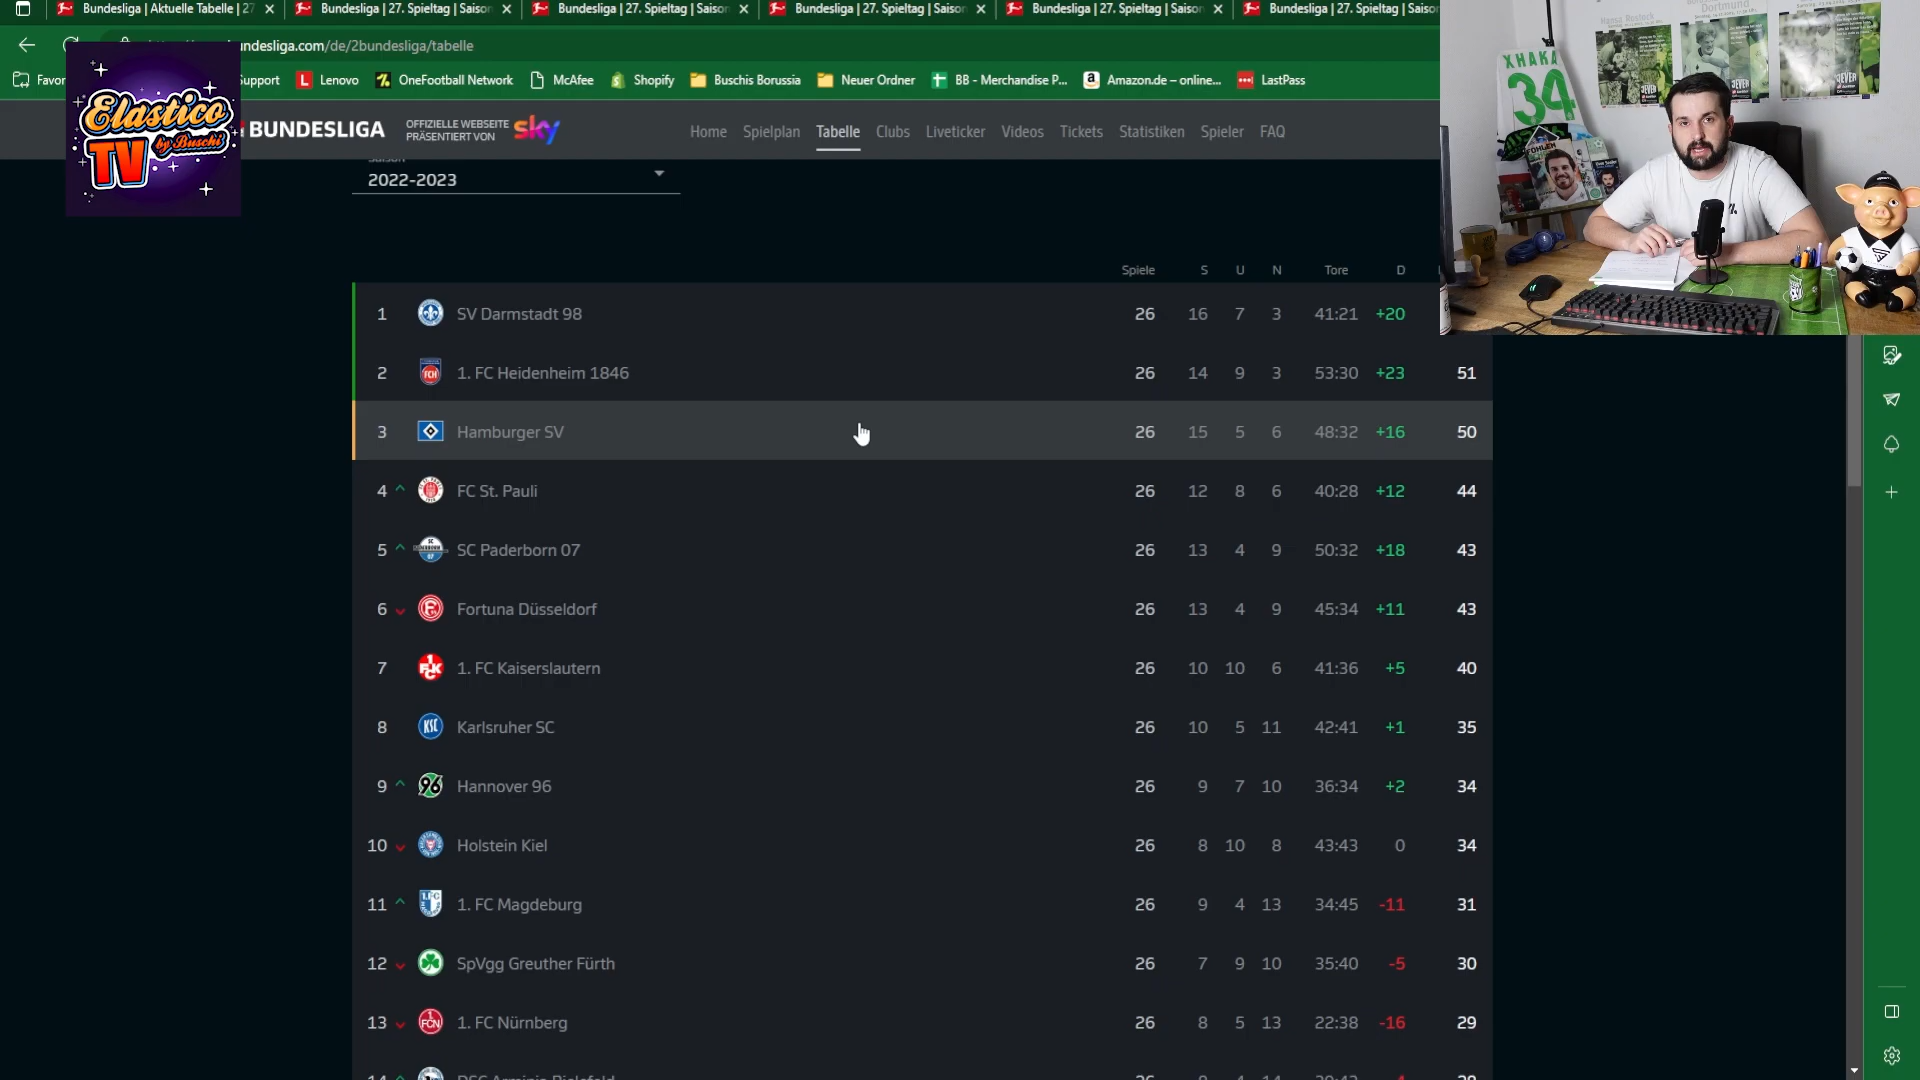 Bundesliga | Aktuelle Tabelle | 27
Bundesliga | 27. Spieltag | Saison
Bundesliga | 27. Spieltag | Saison
Bundesliga | 27. Spieltag | Saison
Bundesliga | 27. Spieltag | Saison
Bundesliga | 27. Spieltag | Saison
undesliga.com/de/2bundesliga/tabelle
Favor
upport
Lenovo
OneFootball Network
McAfee
Shopify
Buschis Borussia
Neuer Ordner
BB - Merchandise P...
Amazon.de – online...
LastPass
Elastico
TV by Buschi
BUNDESLIGA
OFFIZIELLE WEBSEITE
PRÄSENTIERT VON
sky
Home Spielplan Tabelle Clubs Liveticker Videos Tickets Statistiken Spieler FAQ
Saison
2022-2023
Spiele S U N Tore D
1 SV Darmstadt 98 26 16 7 3 41:21 +20
2 1. FC Heidenheim 1846 26 14 9 3 53:30 +23 51
3 Hamburger SV 26 15 5 6 48:32 +16 50
4 FC St. Pauli 26 12 8 6 40:28 +12 44
5 SC Paderborn 07 26 13 4 9 50:32 +18 43
6 Fortuna Düsseldorf 26 13 4 9 45:34 +11 43
7 1. FC Kaiserslautern 26 10 10 6 41:36 +5 40
8 Karlsruher SC 26 10 5 11 42:41 +1 35
9 Hannover 96 26 9 7 10 36:34 +2 34
10 Holstein Kiel 26 8 10 8 43:43 0 34
11 1. FC Magdeburg 26 9 4 13 34:45 -11 31
12 SpVgg Greuther Fürth 26 7 9 10 35:40 -5 30
13 1. FC Nürnberg 26 8 5 13 22:38 -16 29
XHAKA
34
Hansa Rostock
Dortmund
JEVER
JEVER
JEVER
FOHLEN